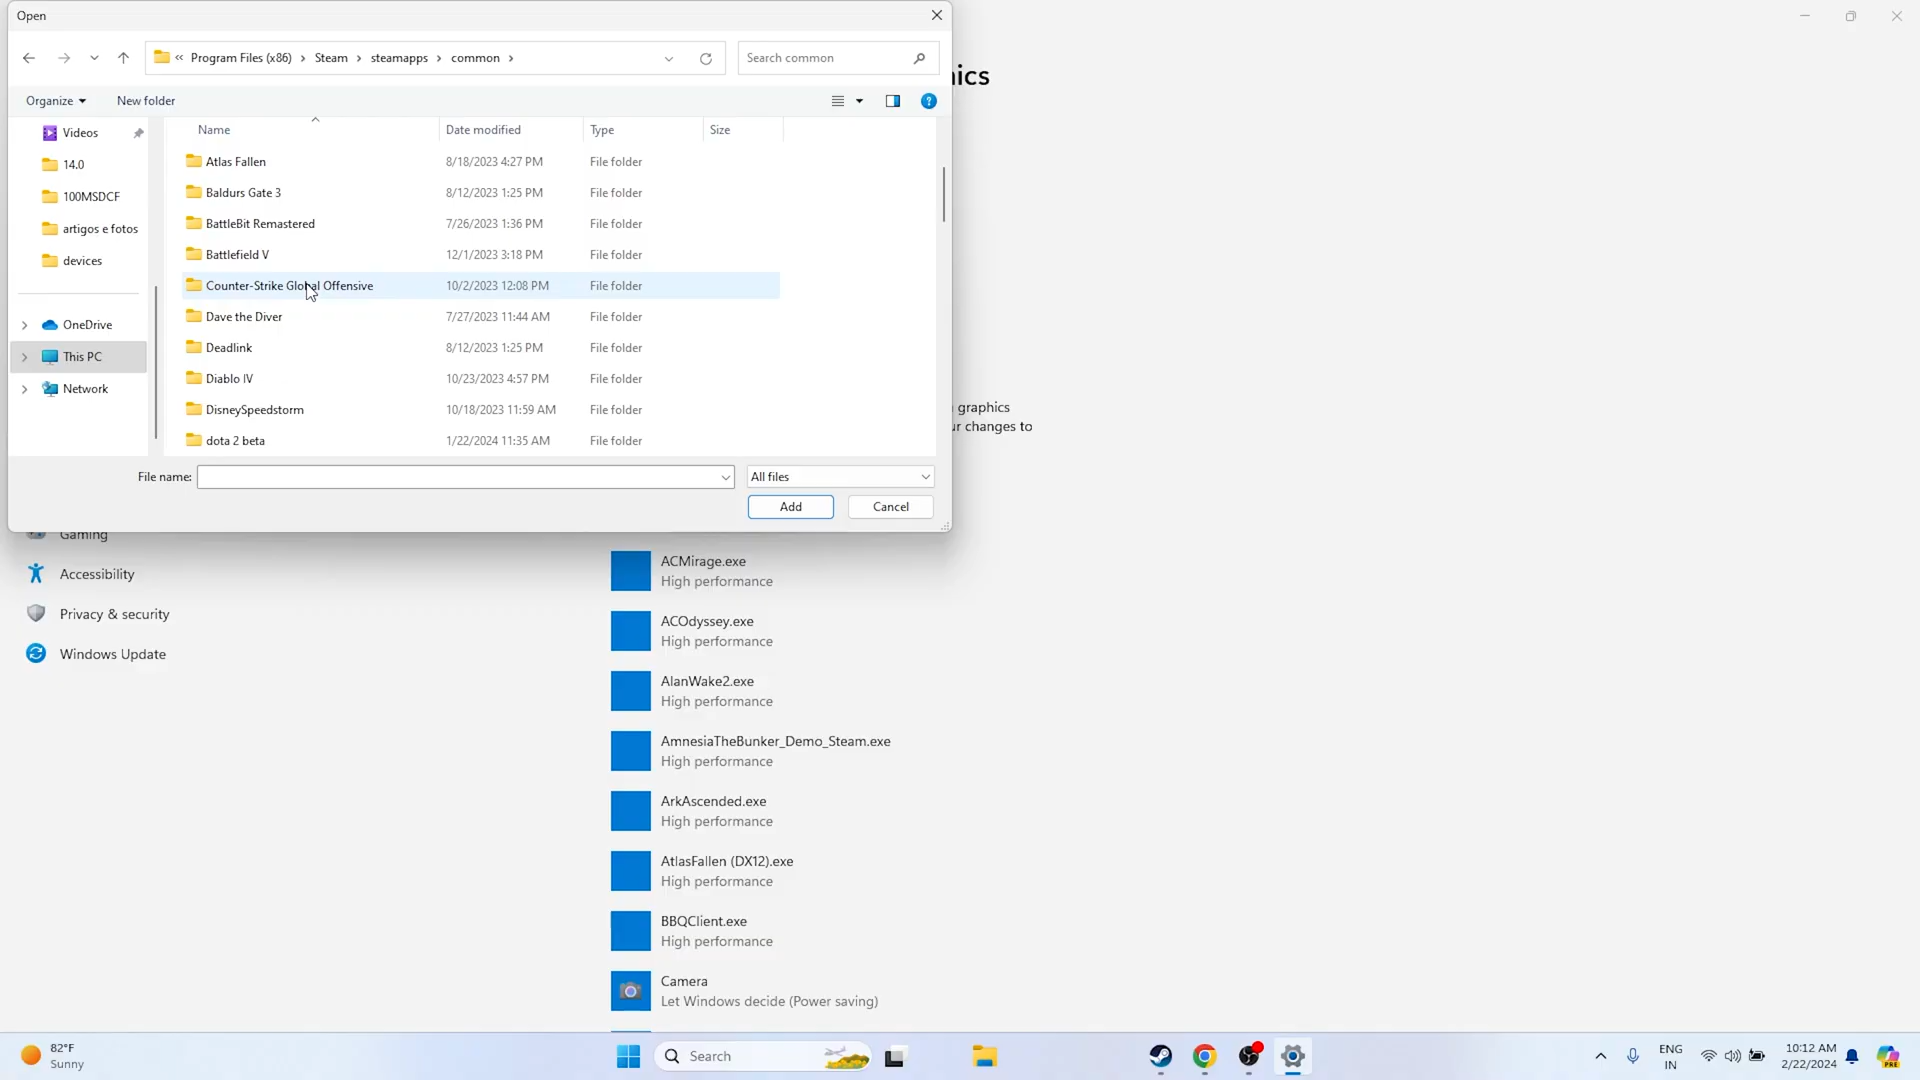 Open
« Program Files (x86) › Steam › steamapps › common ›
Search common
Organize
New folder
Name
Date modified
Type
Size
Videos
14.0
100MSDCF
artigos e fotos
devices
OneDrive
This PC
Network
Atlas Fallen 8/18/2023 4:27 PM File folder
Baldurs Gate 3 8/12/2023 1:25 PM File folder
BattleBit Remastered 7/26/2023 1:36 PM File folder
Battlefield V 12/1/2023 3:18 PM File folder
Counter-Strike Global Offensive 10/2/2023 12:08 PM File folder
Dave the Diver 7/27/2023 11:44 AM File folder
Deadlink 8/12/2023 1:25 PM File folder
Diablo IV 10/23/2023 4:57 PM File folder
DisneySpeedstorm 10/18/2023 11:59 AM File folder
dota 2 beta 1/22/2024 11:35 AM File folder
File name:
All files
Add
Cancel
ics
graphics
ur changes to
Gaming
Accessibility
Privacy & security
Windows Update
ACMirage.exe
High performance
ACOdyssey.exe
High performance
AlanWake2.exe
High performance
AmnesiaTheBunker_Demo_Steam.exe
High performance
ArkAscended.exe
High performance
AtlasFallen (DX12).exe
High performance
BBQClient.exe
High performance
Camera
Let Windows decide (Power saving)
82°F
Sunny
Search
ENG
IN
10:12 AM
2/22/2024
PRE